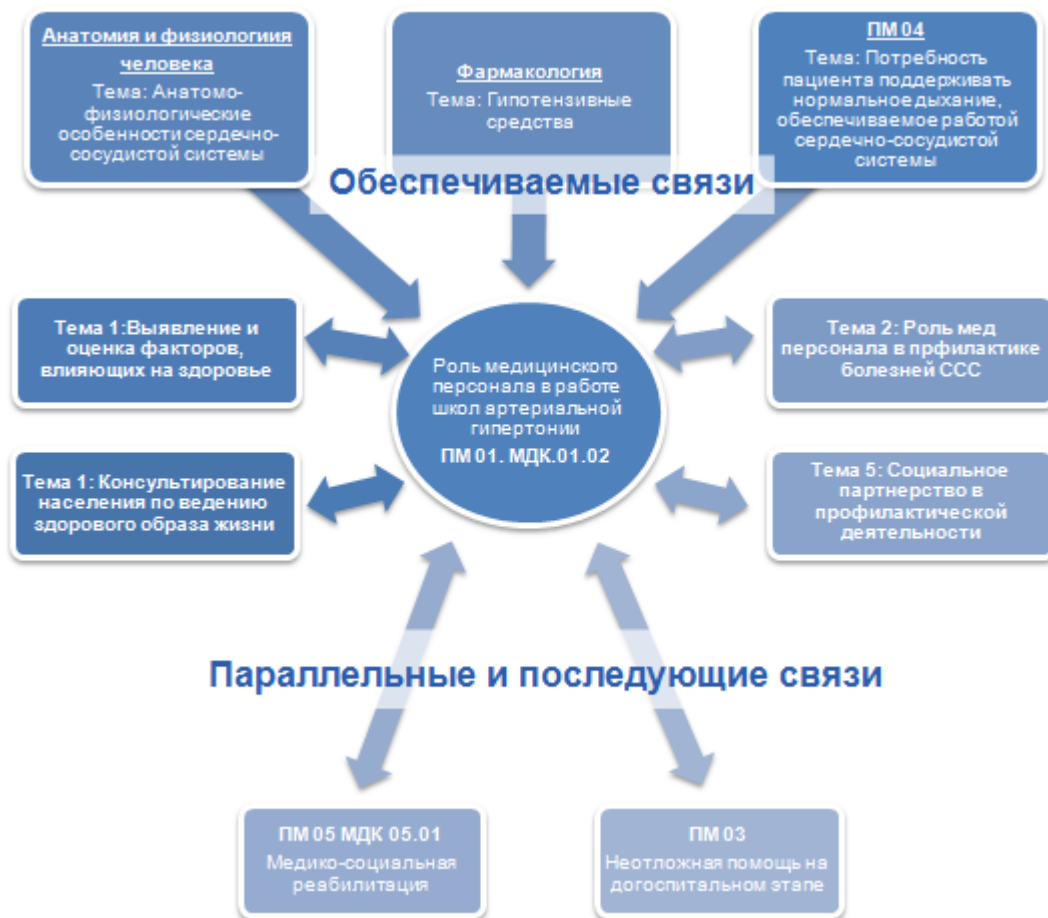 Анатомия и физиологиия
человека
Тема: Анатомо-
физиологические
особенности сердечно-
сосудистой системы
Фармакология
Тема: Гипотензивные
средства
ПМ 04
Тема: Потребность
пациента поддерживать
нормальное дыхание,
обеспечиваемое работой
сердечно-сосудистой
системы
Обеспечиваемые связи
Тема 1:Выявление и
оценка факторов,
влияющих на здоровье
Роль медицинского
персонала в работе
школ артериальной
гипертонии
ПМ 01. МДК.01.02
Тема 2: Роль мед
персонала в прфилактике
болезней ССС
Тема 1: Консультирование
населения по ведению
здорового образа жизни
Тема 5: Социальное
партнерство в
профилактической
деятельности
Параллельные и последующие связи
ПМ 05 МДК 05.01
Медико-социальная
реабилитация
ПМ 03
Неотложная помощь на
догоспитальном этапе